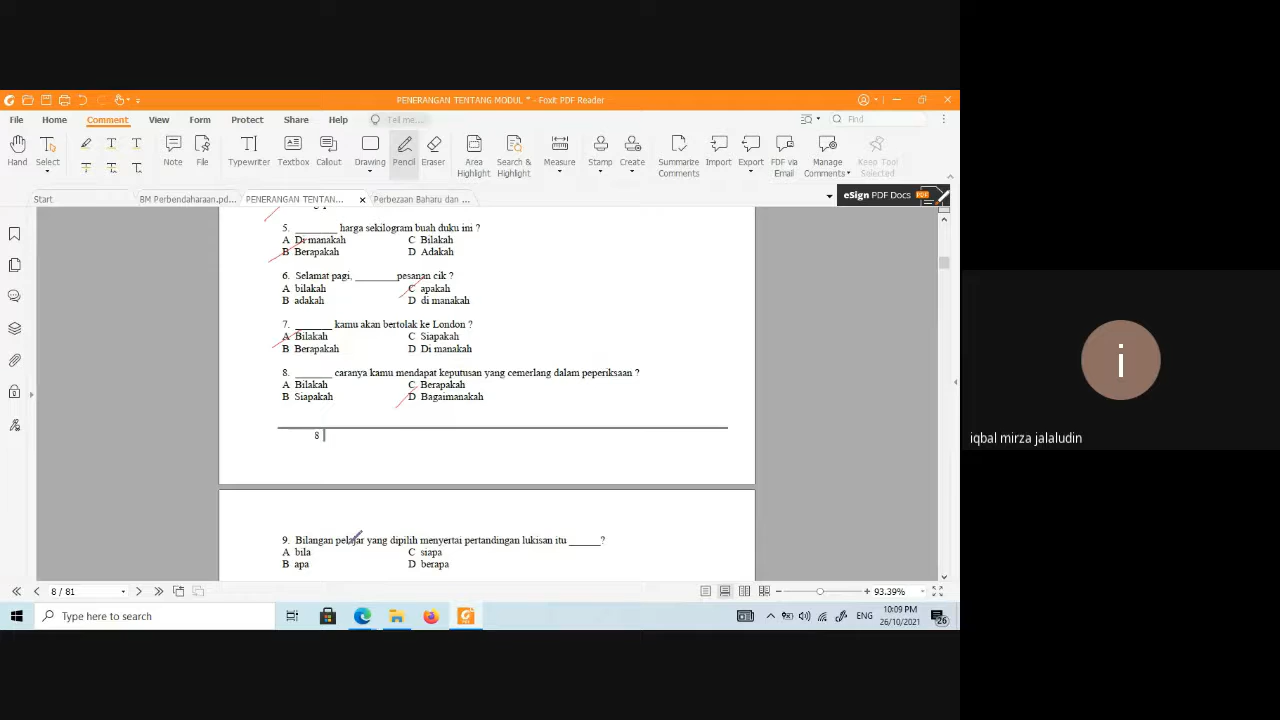 PENERANGAN TENTANG MODUL * - Foxit PDF Reader
File Home Comment View Form Protect Share Help Tell me... Find
Hand Select Note File Typewriter Textbox Callout Drawing Pencil Eraser Area Highlight Search & Highlight Measure Stamp Create Summarize Comments Import Export FDF via Email Manage Comments Keep Tool Selected
Start BM Perbendaharaan.pd... PENERANGAN TENTAN... Perbezaan Baharu dan ... eSign PDF Docs
5. ________ harga sekilogram buah duku ini ?
A Di manakah C Bilakah
B Berapakah D Adakah
6. Selamat pagi, ________pesanan cik ?
A bilakah C apakah
B adakah D di manakah
7. _______ kamu akan bertolak ke London ?
A Bilakah C Siapakah
B Berapakah D Di manakah
8. _______ caranya kamu mendapat keputusan yang cemerlang dalam peperiksaan ?
A Bilakah C Berapakah
B Siapakah D Bagaimanakah
8
9. Bilangan pelajar yang dipilih menyertai pertandingan lukisan itu ______?
A bila C siapa
B apa D berapa
8 / 81 93.39%
Type here to search ENG 10:09 PM 26/10/2021 26
i
iqbal mirza jalaludin